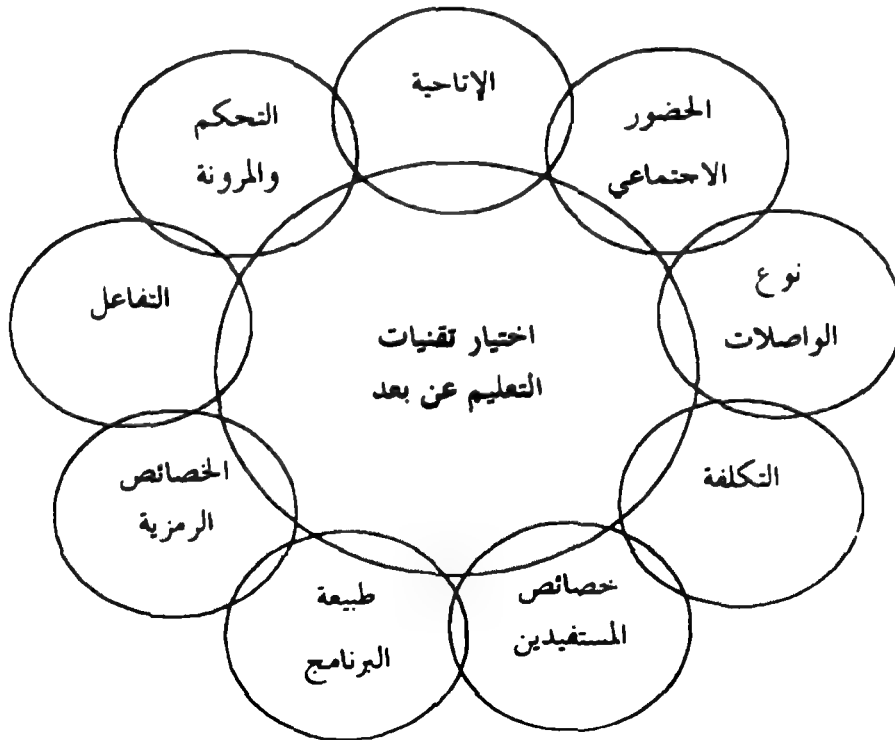 الإتاحية
الحضور
الاحتماعي
نوع
الواصلات
التكلفة
خصائص
المستفيدين
طبيعة
البرنامج
الخصائص
الرمزية
التفاعل
التحكم
والمرونة
اختيار تقنيات
التعليم عن بعد